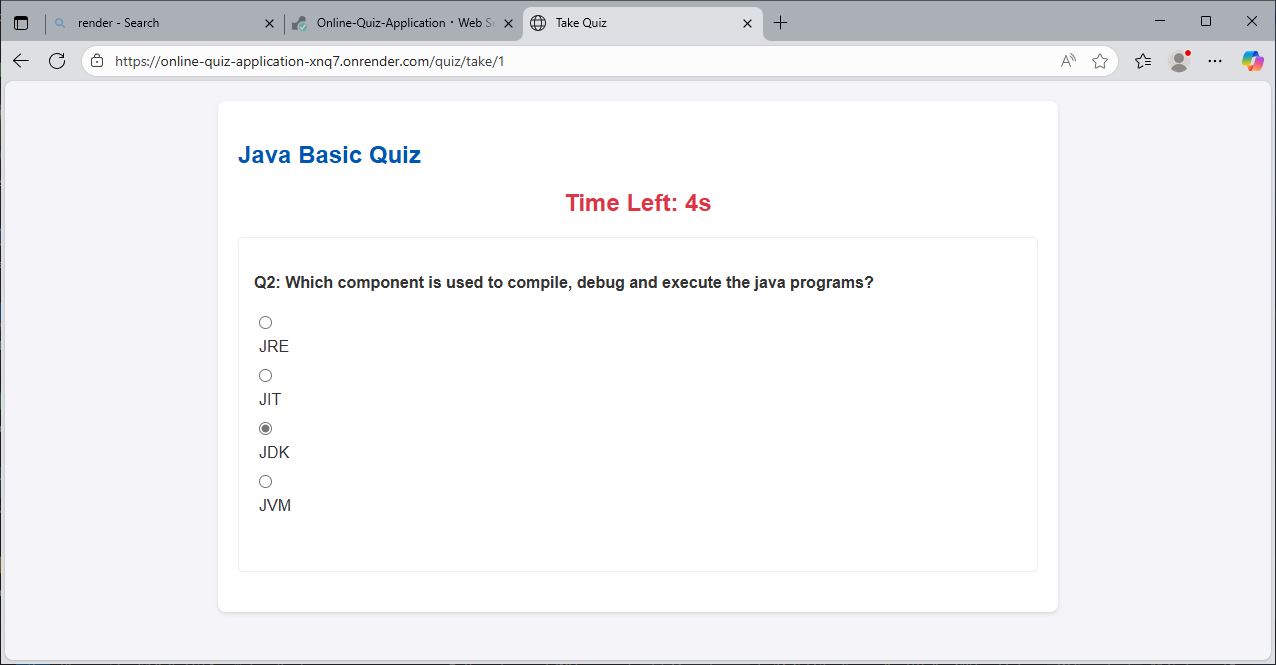 render - Search
Online-Quiz-Application · Web
Take Quiz
https://online-quiz-application-xnq7.onrender.com/quiz/take/1
Java Basic Quiz
Time Left: 4s
Q2: Which component is used to compile, debug and execute the java programs?
JRE
JIT
JDK
JVM